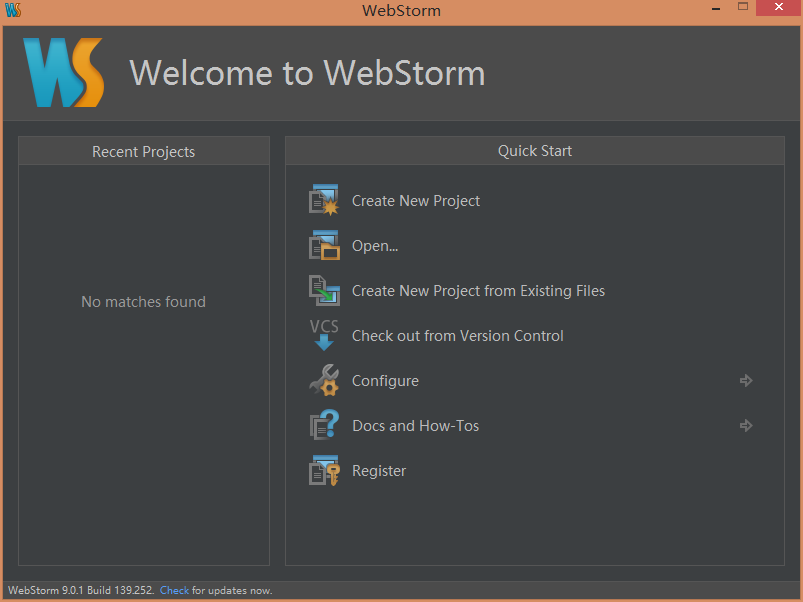 WebStorm
WS
Welcome to WebStorm
Recent Projects
No matches found
Quick Start
Create New Project
Open...
Create New Project from Existing Files
VCS
Check out from Version Control
Configure
Docs and How-Tos
Register
WebStorm 9.0.1 Build 139.252. Check for updates now.